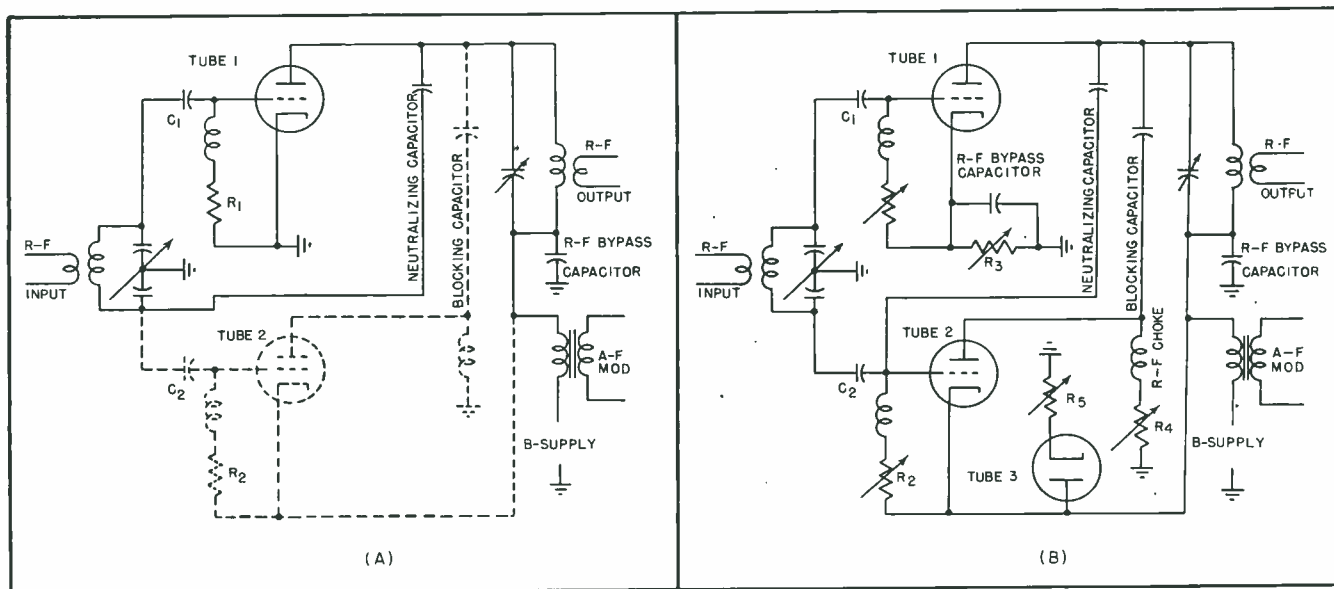 TUBE 1
C1
R1
NEUTRALIZING CAPACITOR
BLOCKING CAPACITOR
R-F
OUTPUT
R-F BYPASS
CAPACITOR
R-F
INPUT
TUBE 2
C2
R2
A-F
MOD
B-SUPPLY
(A)
TUBE 1
C1
R-F BYPASS
CAPACITOR
R3
NEUTRALIZING CAPACITOR
BLOCKING CAPACITOR
R-F
OUTPUT
R-F BYPASS
CAPACITOR
R-F
INPUT
TUBE 2
C2
R2
R5
TUBE 3
R-F CHOKE
R4
A-F
MOD
B-SUPPLY
(B)